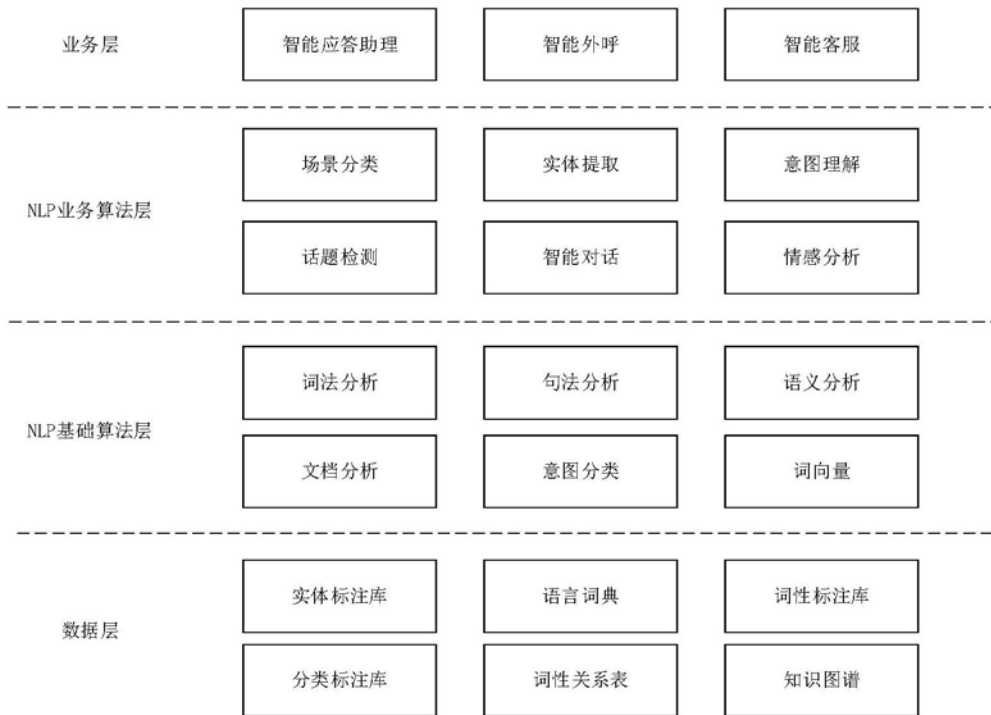 业务层
智能应答助理 智能外呼 智能客服
场景分类 实体提取 意图理解
NLP业务算法层
话题检测 智能对话 情感分析
词法分析 句法分析 语义分析
NLP基础算法层
文档分析 意图分类 词向量
实体标注库 语言词典 词性标注库
数据层
分类标注库 词性关系表 知识图谱